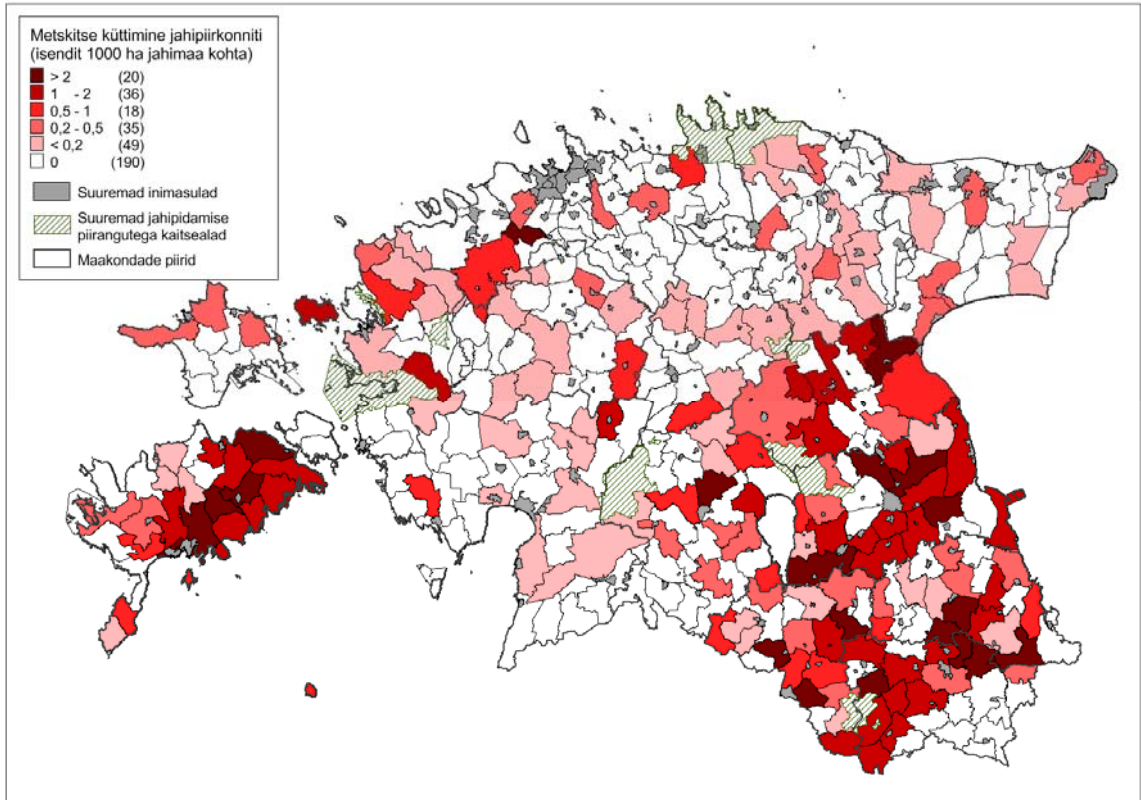 Metskitse küttimine jahipiirkonniti
(isendit 1000 ha jahimaa kohta)
> 2 (20)
1 - 2 (36)
0,5 - 1 (18)
0,2 - 0,5 (35)
< 0,2 (49)
0 (190)
Suuremad inimasulad
Suuremad jahipidamise
piirangutega kaitsealad
Maakondade piirid